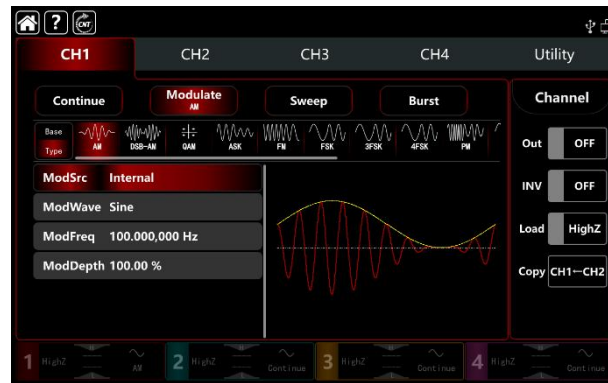 ? CNT
CH1 CH2 CH3 CH4 Utility
Continue Modulate AM Sweep Burst Channel
Base Type AM DSB-AM QAM ASK FM FSK 3FSK 4FSK PM
Out OFF
ModSrc Internal
INV OFF
ModWave Sine
ModFreq 100.000,000 Hz
Load HighZ
ModDepth 100.00 %
Copy CH1←CH2
1 HighZ AM 2 HighZ Continue 3 HighZ Continue 4 HighZ Continue